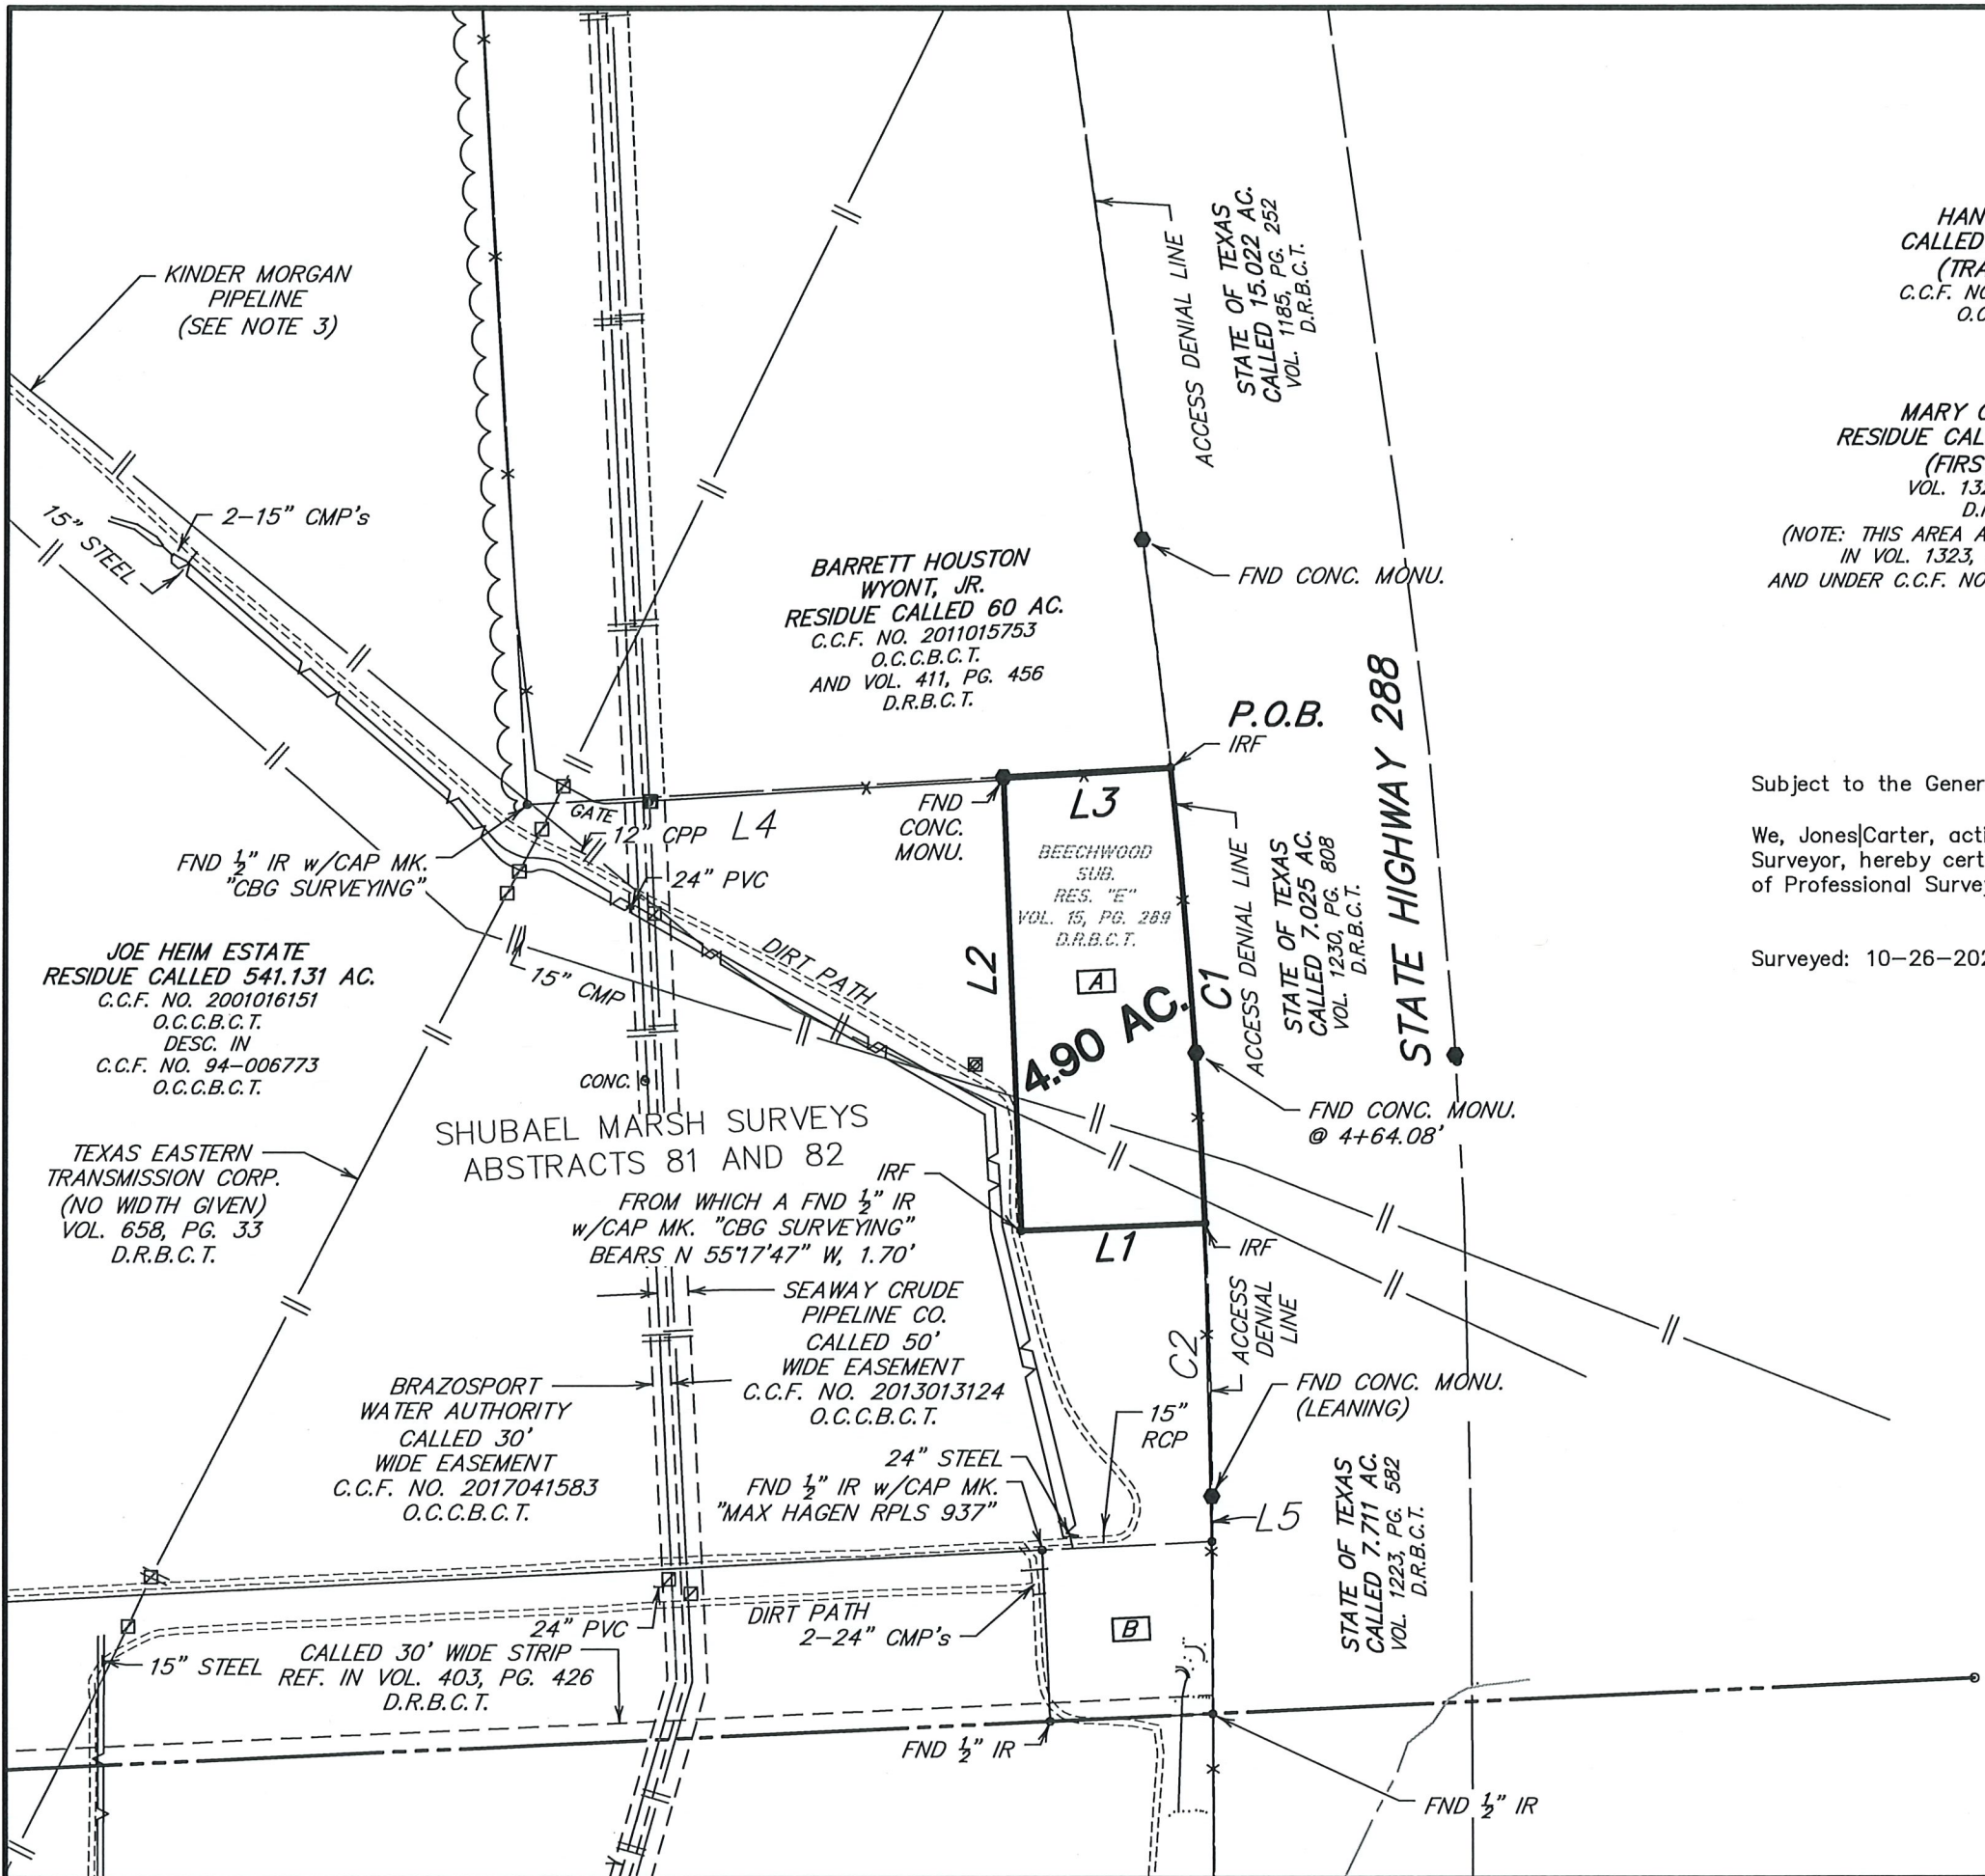 KINDER MORGAN
PIPELINE
(SEE NOTE 3)
2-15" CMP's
15" STEEL
ACCESS DENIAL LINE
STATE OF TEXAS
CALLED 15.022 AC.
VOL. 1185, PG. 252
D.R.B.C.T.
HAN
CALLED
(TRA
C.C.F. NO
O.C
MARY
RESIDUE CAL
(FIRS
VOL. 132
D.
(NOTE: THIS AREA A
IN VOL. 1323,
AND UNDER C.C.F. NO
BARRETT HOUSTON
WYONT, JR.
RESIDUE CALLED 60 AC.
C.C.F. NO. 2011015753
O.C.C.B.C.T.
AND VOL. 411, PG. 456
D.R.B.C.T.
FND CONC. MONU.
P.O.B.
IRF
STATE HIGHWAY 288
Subject to the Gener
We, Jones|Carter, acti
Surveyor, hereby cert
of Professional Surve
Surveyed: 10-26-202
GATE
12" CPP
L4
FND
CONC.
MONU.
L3
FND ½" IR w/CAP MK.
"CBG SURVEYING"
24" PVC
BEECHWOOD
SUB.
RES. "E"
VOL. 15, PG. 289
D.R.B.C.T.
A
4.90 AC.
L2
C1
ACCESS DENIAL LINE
STATE OF TEXAS
CALLED 7.025 AC.
VOL. 1230, PG. 808
D.R.B.C.T.
DIRT PATH
15" CMP
JOE HEIM ESTATE
RESIDUE CALLED 541.131 AC.
C.C.F. NO. 2001016151
O.C.C.B.C.T.
DESC. IN
C.C.F. NO. 94-006773
O.C.C.B.C.T.
CONC.
SHUBAEL MARSH SURVEYS
ABSTRACTS 81 AND 82
FND CONC. MONU.
@ 4+64.08'
TEXAS EASTERN
TRANSMISSION CORP.
(NO WIDTH GIVEN)
VOL. 658, PG. 33
D.R.B.C.T.
IRF
FROM WHICH A FND ½" IR
w/CAP MK. "CBG SURVEYING"
BEARS N 55°17'47" W, 1.70'
L1
IRF
ACCESS
DENIAL
LINE
C2
SEAWAY CRUDE
PIPELINE CO.
CALLED 50'
WIDE EASEMENT
C.C.F. NO. 2013013124
O.C.C.B.C.T.
BRAZOSPORT
WATER AUTHORITY
CALLED 30'
WIDE EASEMENT
C.C.F. NO. 2017041583
O.C.C.B.C.T.
15"
RCP
FND CONC. MONU.
(LEANING)
24" STEEL
FND ½" IR w/CAP MK.
"MAX HAGEN RPLS 937"
L5
STATE OF TEXAS
CALLED 7.711 AC.
VOL. 1223, PG. 582
D.R.B.C.T.
24" PVC
DIRT PATH
2-24" CMP's
B
15" STEEL
CALLED 30' WIDE STRIP
REF. IN VOL. 403, PG. 426
D.R.B.C.T.
FND ½" IR
FND ½" IR